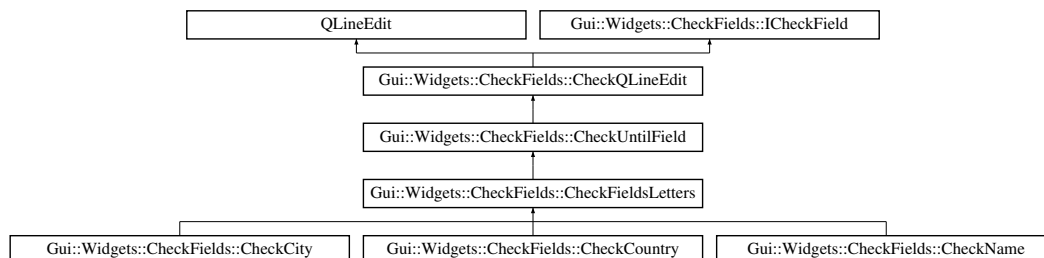 QLineEdit
Gui::Widgets::CheckFields::ICheckField
Gui::Widgets::CheckFields::CheckQLineEdit
Gui::Widgets::CheckFields::CheckUntilField
Gui::Widgets::CheckFields::CheckFieldsLetters
Gui::Widgets::CheckFields::CheckCity
Gui::Widgets::CheckFields::CheckCountry
Gui::Widgets::CheckFields::CheckName